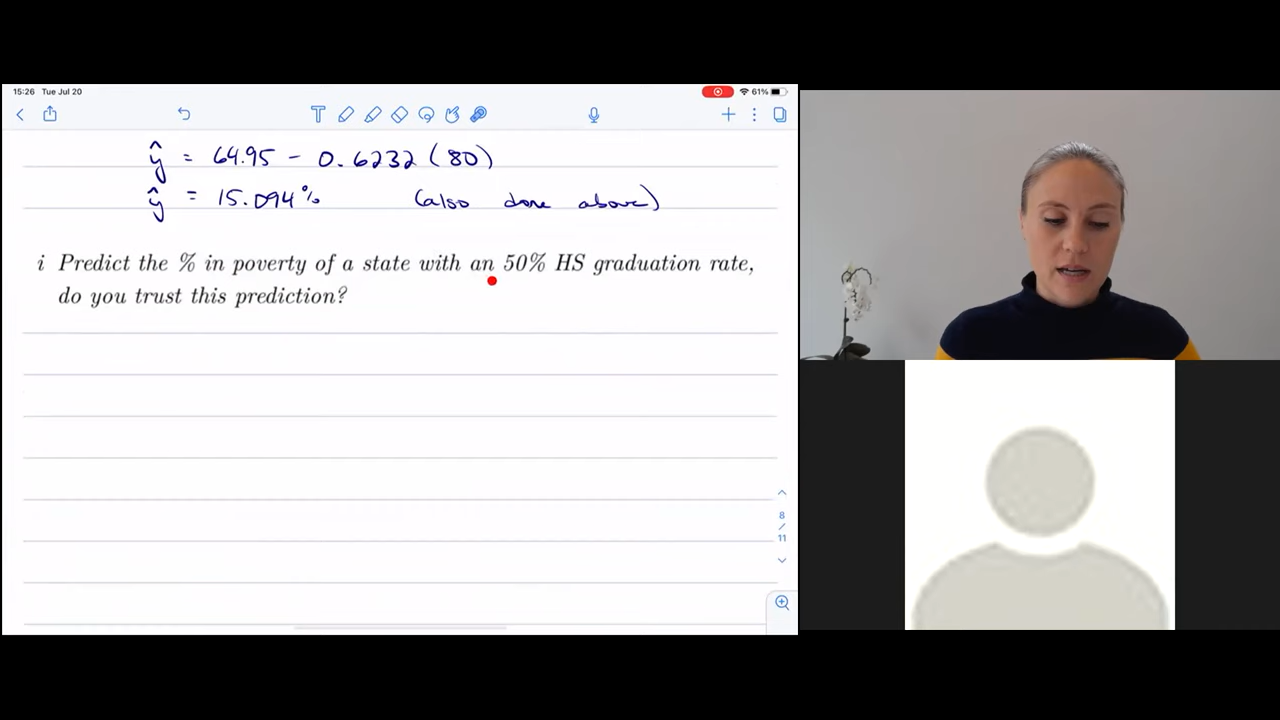 15:26 Tue Jul 20
61%
ŷ = 64.95 - 0.6232 (80)
ŷ = 15.094% (also done above)
i Predict the % in poverty of a state with an 50% HS graduation rate,
do you trust this prediction?
8
/
11